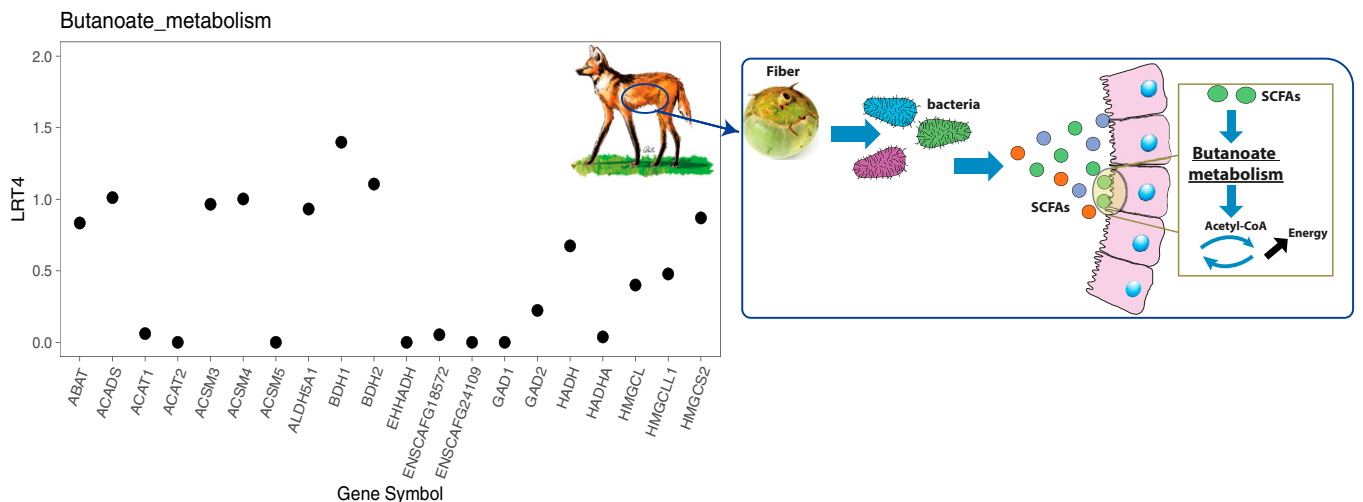 Butanoate_metabolism
2.0
1.5
1.0
0.5
0.0
LRT4
ABAT
ACADS
ACAT1
ACAT2
ACSM3
ACSM4
ACSM5
ALDH5A1
BDH1
BDH2
EHHADH
ENSCAFG18572
ENSCAFG24109
GAD1
GAD2
HADH
HADHA
HMGCL
HMGCLL1
HMGCS2
Gene Symbol
Fiber
bacteria
SCFAs
SCFAs
Butanoate
metabolism
Acetyl-CoA
Energy